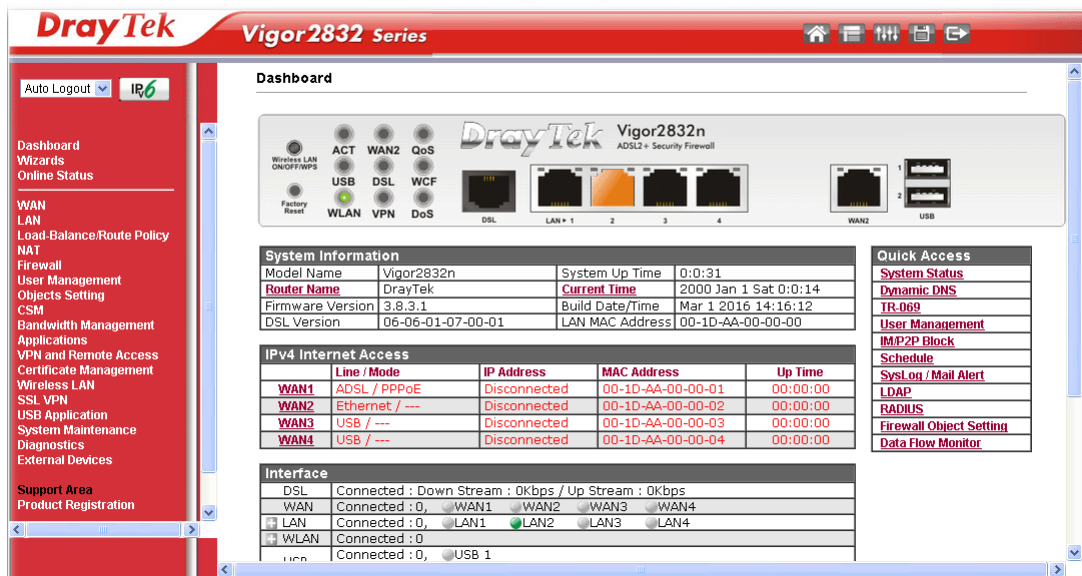 DrayTek
Vigor2832 Series
Auto Logout
IPv6
Dashboard
Wizards
Online Status
WAN
LAN
Load-Balance/Route Policy
NAT
Firewall
User Management
Objects Setting
CSM
Bandwidth Management
Applications
VPN and Remote Access
Certificate Management
Wireless LAN
SSL VPN
USB Application
System Maintenance
Diagnostics
External Devices
Support Area
Product Registration
Dashboard
Wireless LAN
ON/OFF/WPS
Factory
Reset
ACT WAN2 QoS
USB DSL WCF
WLAN VPN DoS
DrayTek
Vigor2832n
ADSL2+ Security Firewall
DSL LAN 1 2 3 4 WAN2
1
2
USB
System Information
Model Name Vigor2832n System Up Time 0:0:31
Router Name DrayTek Current Time 2000 Jan 1 Sat 0:0:14
Firmware Version 3.8.3.1 Build Date/Time Mar 1 2016 14:16:12
DSL Version 06-06-01-07-00-01 LAN MAC Address 00-1D-AA-00-00-00
IPv4 Internet Access
Line / Mode IP Address MAC Address Up Time
WAN1 ADSL / PPPoE Disconnected 00-1D-AA-00-00-01 00:00:00
WAN2 Ethernet / --- Disconnected 00-1D-AA-00-00-02 00:00:00
WAN3 USB / --- Disconnected 00-1D-AA-00-00-03 00:00:00
WAN4 USB / --- Disconnected 00-1D-AA-00-00-04 00:00:00
Interface
DSL Connected : Down Stream : 0Kbps / Up Stream : 0Kbps
WAN Connected : 0, WAN1 WAN2 WAN3 WAN4
LAN Connected : 0, LAN1 LAN2 LAN3 LAN4
WLAN Connected : 0
USB Connected : 0, USB 1
Quick Access
System Status
Dynamic DNS
TR-069
User Management
IM/P2P Block
Schedule
SysLog / Mail Alert
LDAP
RADIUS
Firewall Object Setting
Data Flow Monitor